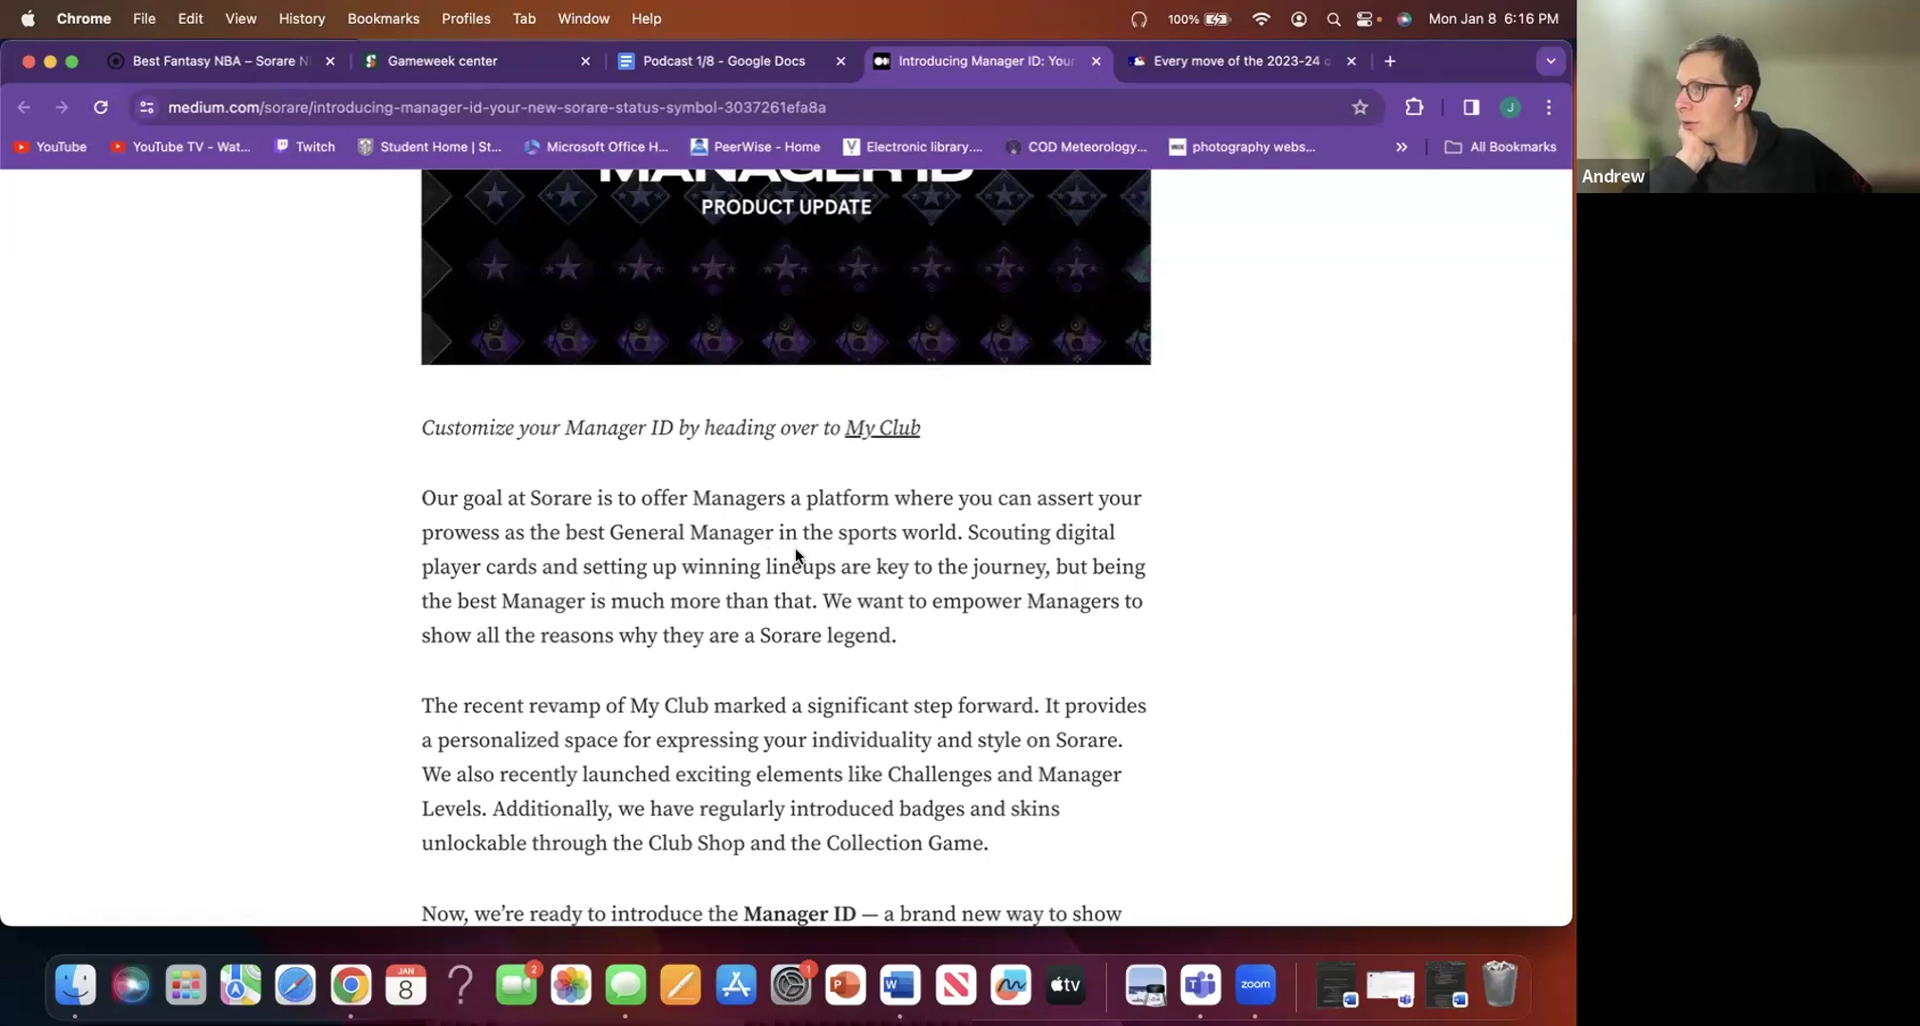 Chrome File Edit View History Bookmarks Profiles Tab Window Help 100% Mon Jan 8 6:16 PM
Best Fantasy NBA – Sorare N Gameweek center Podcast 1/8 - Google Docs Introducing Manager ID: Your Every move of the 2023-24
medium.com/sorare/introducing-manager-id-your-new-sorare-status-symbol-3037261efa8a J
YouTube YouTube TV - Wat... Twitch Student Home | St... Microsoft Office H... PeerWise - Home V Electronic library.... COD Meteorology... WIX photography webs... » All Bookmarks
Andrew
MANAGER ID
PRODUCT UPDATE
Customize your Manager ID by heading over to My Club
Our goal at Sorare is to offer Managers a platform where you can assert your
prowess as the best General Manager in the sports world. Scouting digital
player cards and setting up winning lineups are key to the journey, but being
the best Manager is much more than that. We want to empower Managers to
show all the reasons why they are a Sorare legend.
The recent revamp of My Club marked a significant step forward. It provides
a personalized space for expressing your individuality and style on Sorare.
We also recently launched exciting elements like Challenges and Manager
Levels. Additionally, we have regularly introduced badges and skins
unlockable through the Club Shop and the Collection Game.
Now, we’re ready to introduce the Manager ID — a brand new way to show
JAN 8 ? 2 1 P W N tv zoom